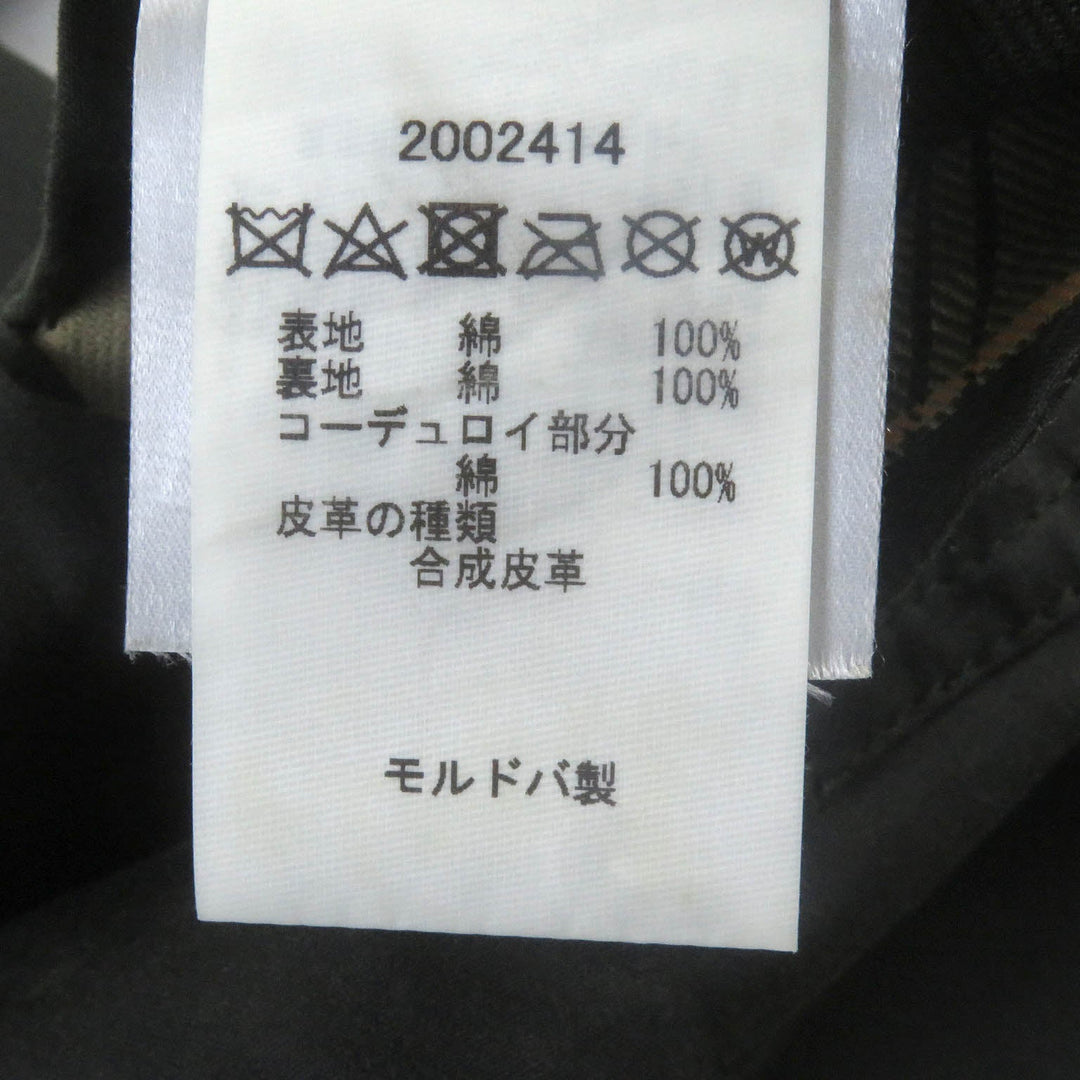 2002414
W
表地 綿 100%
裏地 綿 100%
コーデュロイ部分
綿 100%
皮革の種類
合成皮革
モルドバ製